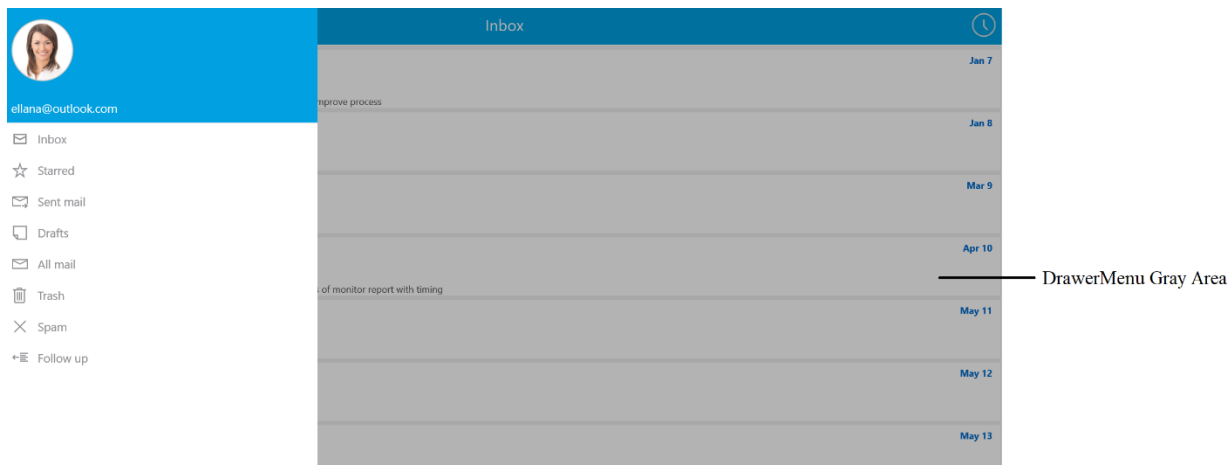 Inbox
Jan 7
ellana@outlook.com
mprove process
Jan 8
Inbox
Starred
Mar 9
Sent mail
Drafts
Apr 10
All mail
DrawerMenu Gray Area
Trash
of monitor report with timing
May 11
Spam
Follow up
May 12
May 13